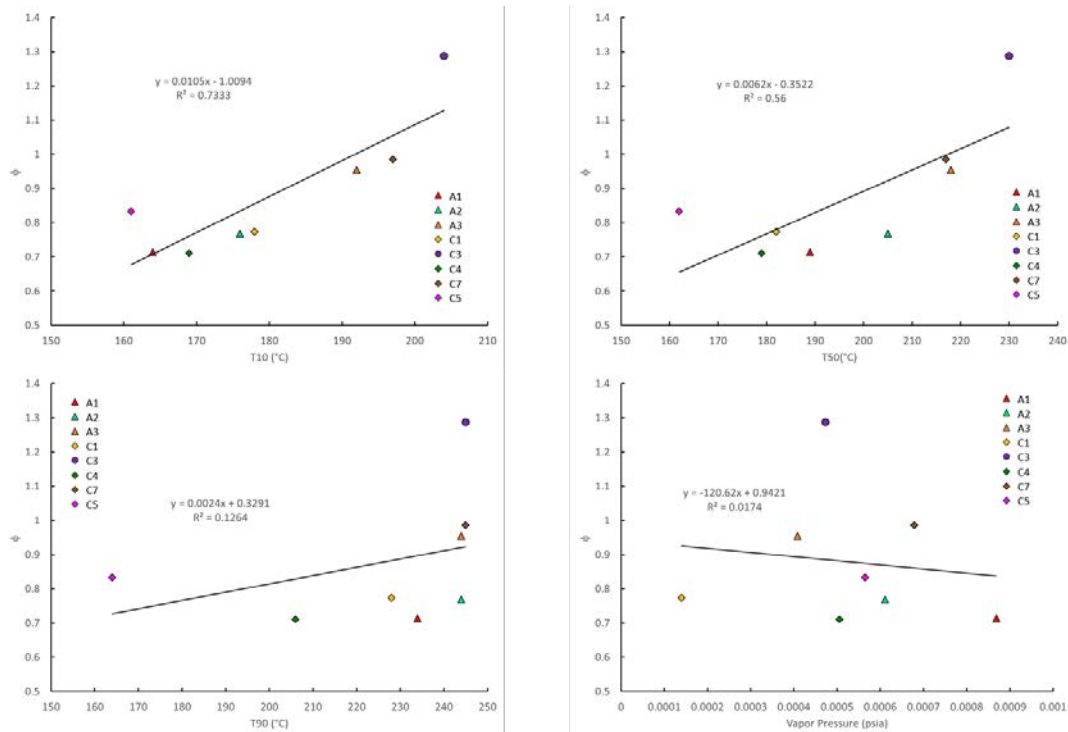 1.4
1.3
1.2
1.1
1
0.9
0.8
0.7
0.6
0.5
ϕ
y = 0.0105x - 1.0094
R² = 0.7333
A1
A2
A3
C1
C3
C4
C7
C5
150 160 170 180 190 200 210
T10 (°C)
1.4
1.3
1.2
1.1
1
0.9
0.8
0.7
0.6
0.5
ϕ
y = 0.0062x - 0.3522
R² = 0.56
A1
A2
A3
C1
C3
C4
C7
C5
150 160 170 180 190 200 210 220 230 240
T50(°C)
1.4
1.3
1.2
1.1
1
0.9
0.8
0.7
0.6
0.5
ϕ
A1
A2
A3
C1
C3
C4
C7
C5
y = 0.0024x + 0.3291
R² = 0.1264
150 160 170 180 190 200 210 220 230 240 250
T90 (°C)
1.4
1.3
1.2
1.1
1
0.9
0.8
0.7
0.6
0.5
ϕ
A1
A2
A3
C1
C3
C4
C7
C5
y = -120.62x + 0.9421
R² = 0.0174
0 0.0001 0.0002 0.0003 0.0004 0.0005 0.0006 0.0007 0.0008 0.0009 0.001
Vapor Pressure (psia)